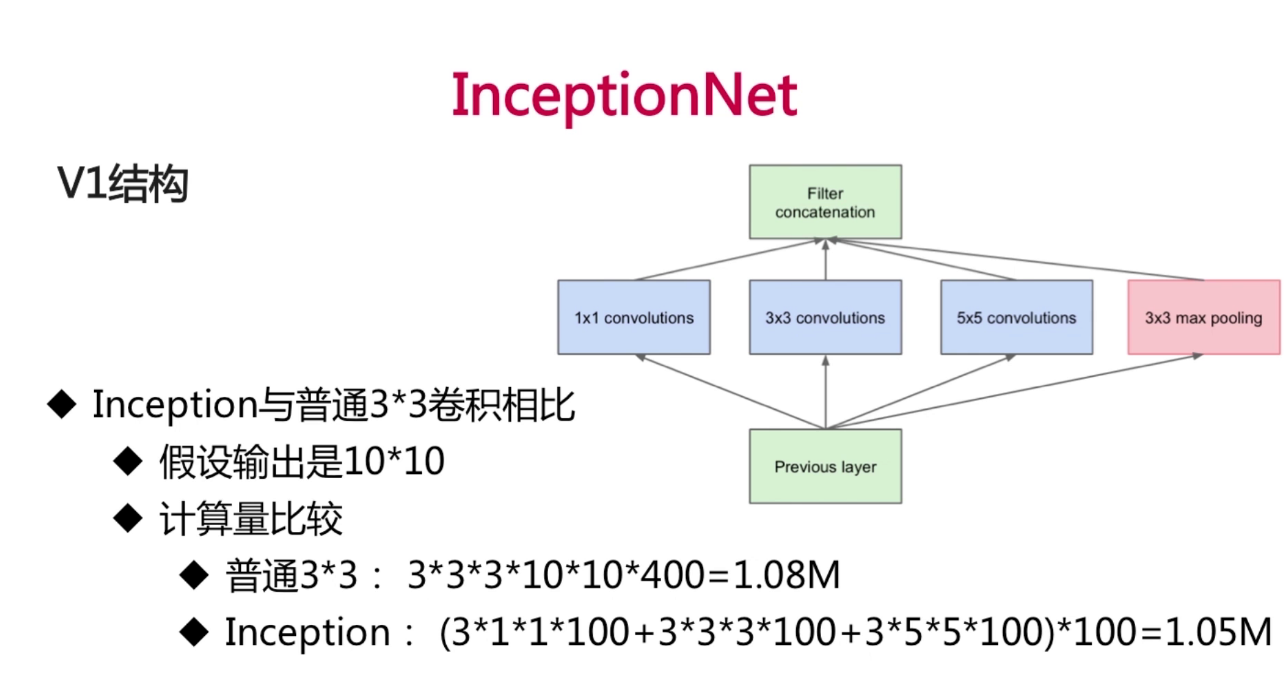 InceptionNet
V1结构
Filter
concatenation
1x1 convolutions
3x3 convolutions
5x5 convolutions
3x3 max pooling
Previous layer
◆ Inception与普通3*3卷积相比
◆ 假设输出是10*10
◆ 计算量比较
◆ 普通3*3： 3*3*3*10*10*400=1.08M
◆ Inception： (3*1*1*100+3*3*3*100+3*5*5*100)*100=1.05M